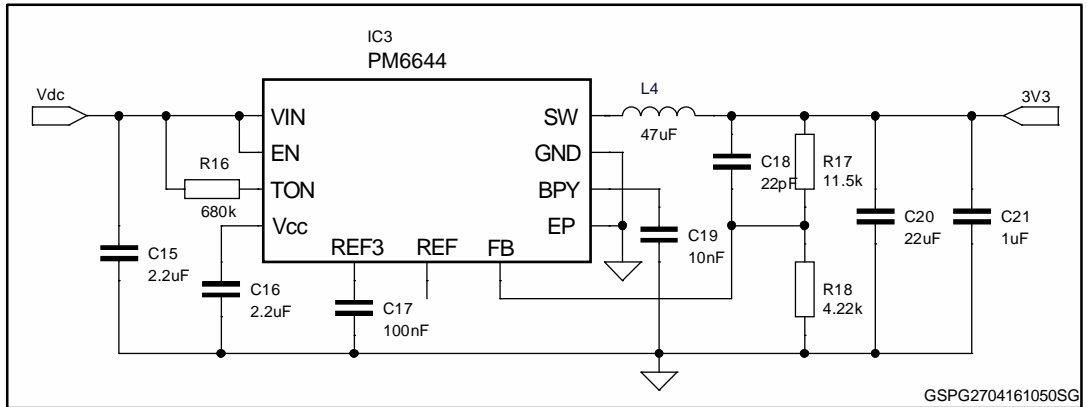 IC3
PM6644
Vdc
VIN
EN
TON
Vcc
REF3
REF
FB
SW
GND
BPY
EP
R16
680k
C15
2.2uF
C16
2.2uF
C17
100nF
L4
47uF
C18
22pF
R17
11.5k
C19
10nF
R18
4.22k
C20
22uF
C21
1uF
3V3
GSPG2704161050SG